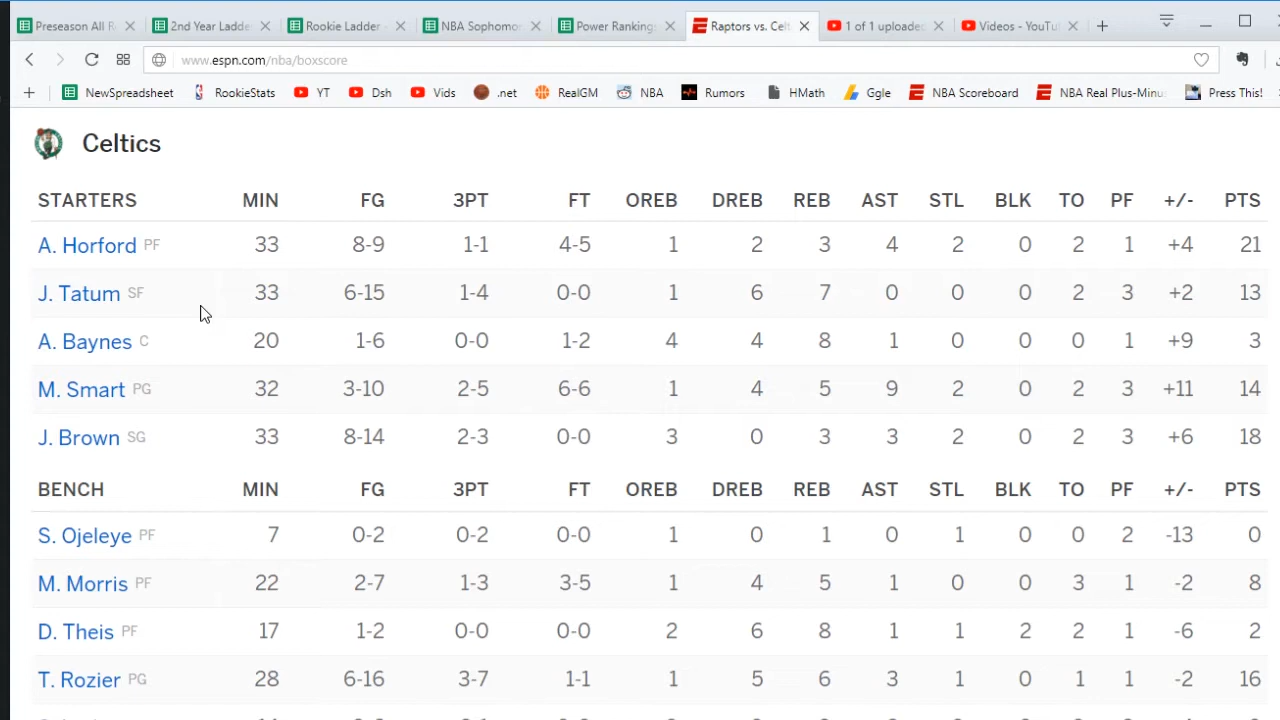 Preseason All R 2nd Year Ladde Rookie Ladder - NBA Sophomor Power Rankings Raptors vs. Celt 1 of 1 uploaded Videos - YouTu
www.espn.com/nba/boxscore
NewSpreadsheet RookieStats YT Dsh Vids .net RealGM NBA Rumors HMath Ggle NBA Scoreboard NBA Real Plus-Minu Press This!
Celtics
STARTERS MIN FG 3PT FT OREB DREB REB AST STL BLK TO PF +/- PTS
A. Horford PF 33 8-9 1-1 4-5 1 2 3 4 2 0 2 1 +4 21
J. Tatum SF 33 6-15 1-4 0-0 1 6 7 0 0 0 2 3 +2 13
A. Baynes C 20 1-6 0-0 1-2 4 4 8 1 0 0 0 1 +9 3
M. Smart PG 32 3-10 2-5 6-6 1 4 5 9 2 0 2 3 +11 14
J. Brown SG 33 8-14 2-3 0-0 3 0 3 3 2 0 2 3 +6 18
BENCH MIN FG 3PT FT OREB DREB REB AST STL BLK TO PF +/- PTS
S. Ojeleye PF 7 0-2 0-2 0-0 1 0 1 0 1 0 0 2 -13 0
M. Morris PF 22 2-7 1-3 3-5 1 4 5 1 0 0 3 1 -2 8
D. Theis PF 17 1-2 0-0 0-0 2 6 8 1 1 2 2 1 -6 2
T. Rozier PG 28 6-16 3-7 1-1 1 5 6 3 1 0 1 1 -2 16